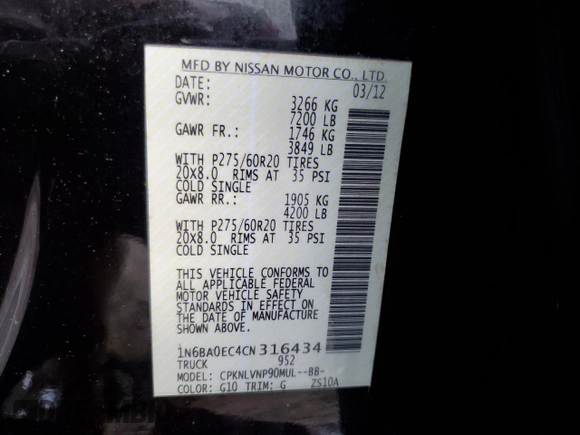 MFD BY NISSAN MOTOR CO., LTD.
DATE: 03/12
GVWR: 3266 KG
7200 LB
GAWR FR.: 1746 KG
3849 LB
WITH P275/60R20 TIRES
20X8.0 RIMS AT 35 PSI
COLD SINGLE
GAWR RR.: 1905 KG
4200 LB
WITH P275/60R20 TIRES
20X8.0 RIMS AT 35 PSI
COLD SINGLE
THIS VEHICLE CONFORMS TO
ALL APPLICABLE FEDERAL
MOTOR VEHICLE SAFETY
STANDARDS IN EFFECT ON
THE DATE OF MANUFACTURE
SHOWN ABOVE.
1N6BA0EC4CN316434
TRUCK 952
MODEL: CPKNLVNP90MUL--BB-
COLOR: G10 TRIM: G ZS10A